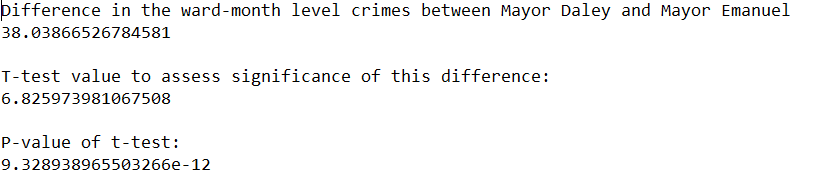 Difference in the ward-month level crimes between Mayor Daley and Mayor Emanuel
38.03866526784581
T-test value to assess significance of this difference:
6.825973981067508
P-value of t-test:
9.328938965503266e-12